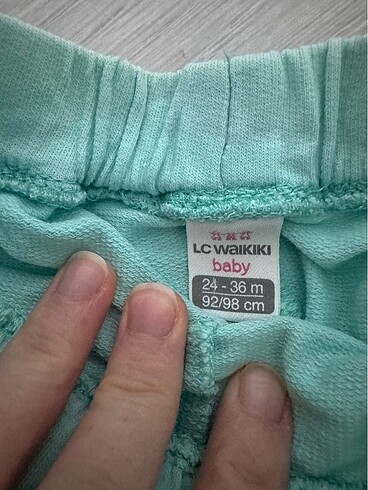 LC WAIKIKI
baby
24 - 36 m
92/98 cm